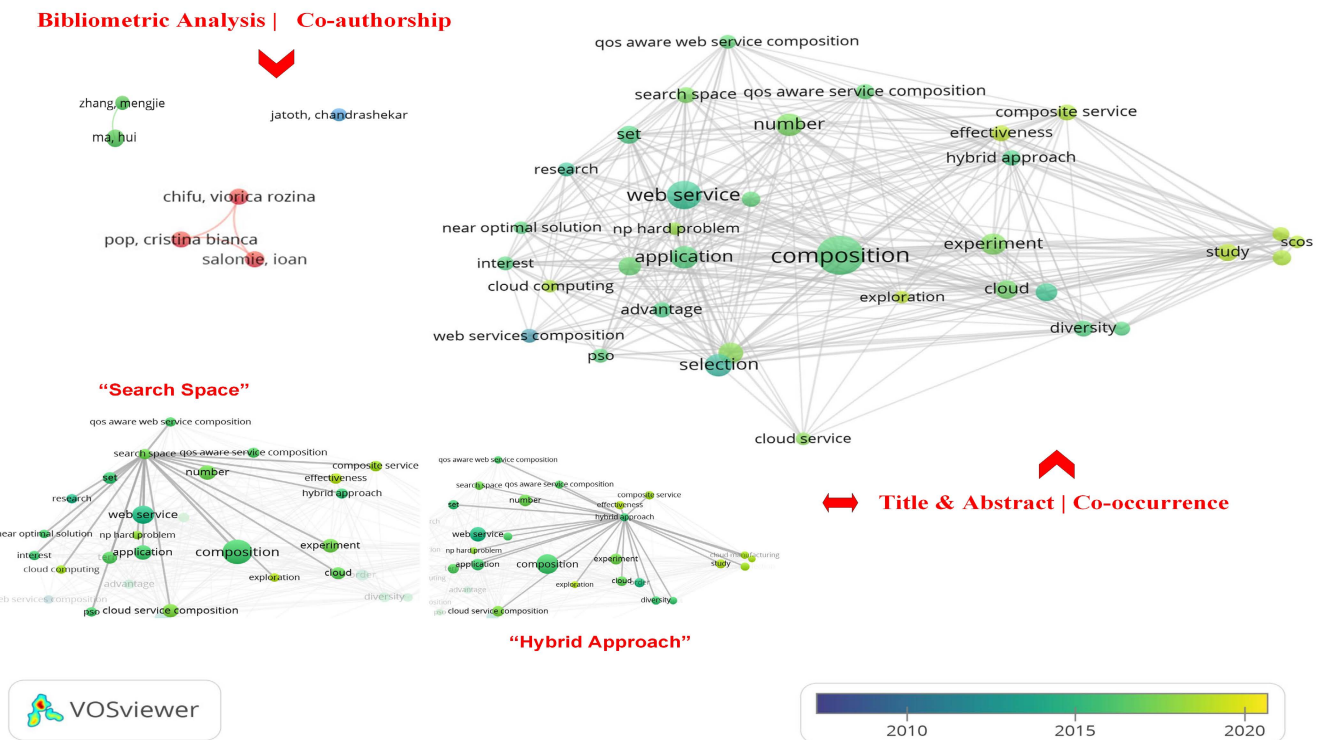 Bibliometric Analysis | Co-authorship
zhang, mengjie
ma, hui
jatoth, chandrashekar
chifu, viorica rozina
pop, cristina bianca
salomie, ioan
qos aware web service composition
search space
qos aware service composition
number
composite service
effectiveness
set
hybrid approach
research
web service
near optimal solution
np hard problem
composition
experiment
study
scos
application
interest
cloud computing
cloud
exploration
advantage
diversity
web services composition
pso
selection
cloud service
Title & Abstract | Co-occurrence
“Search Space”
qos aware web service composition
search space
qos aware service composition
composite service
number
effectiveness
set
hybrid approach
research
web service
near optimal solution
np hard problem
experiment
interest
application
composition
cloud computing
exploration
cloud
advantage
diversity
eb services composition
pso
cloud service composition
qos aware web service composition
search space
qos aware service composition
composite service
number
effectiveness
set
hybrid approach
web service
np hard problem
cloud manufacturing
application
composition
experiment
study
exploration
cloud
advantage
diversity
cloud service composition
“Hybrid Approach”
VOSviewer
2010
2015
2020